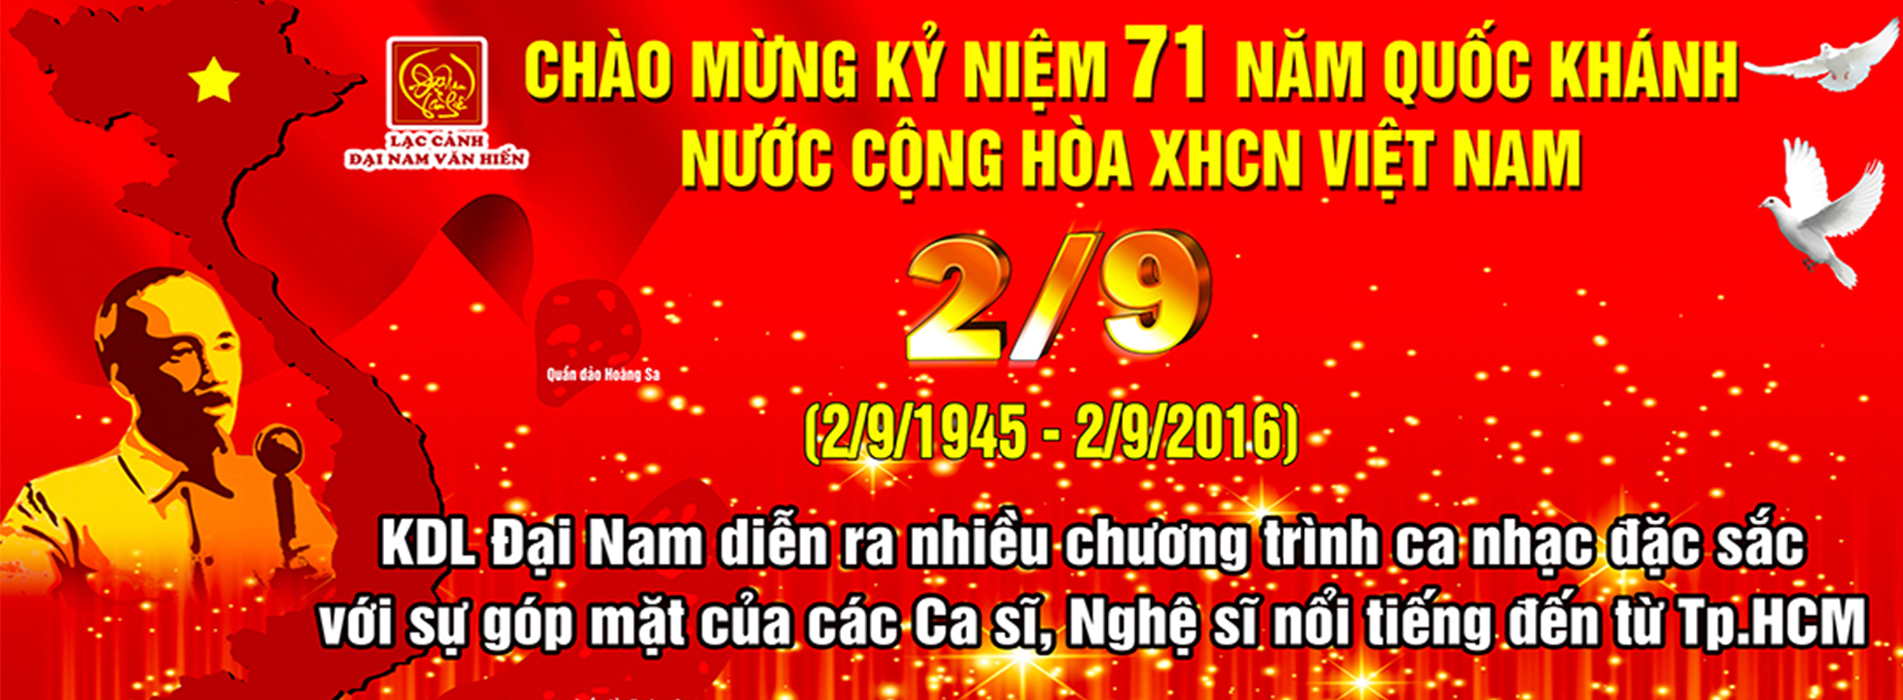 CHÀO MỪNG KỶ NIỆM 71 NĂM QUỐC KHÁNH
NƯỚC CỘNG HÒA XHCN VIỆT NAM
LẠC CẢNH
ĐẠI NAM VĂN HIẾN
2/9
Quần đảo Hoàng Sa
(2/9/1945 - 2/9/2016)
KDL Đại Nam diễn ra nhiều chương trình ca nhạc đặc sắc
với sự góp mặt của các Ca sĩ, Nghệ sĩ nổi tiếng đến từ Tp.HCM